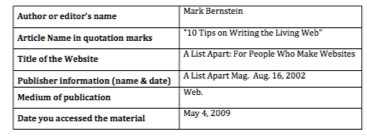 Author or editor's name Mark Bernstein
Article Name in quotation marks "10 Tips on Writing the Living Web"
Title of the Website A List Apart: For People Who Make Websites
Publisher information (name & date) A List Apart Mag. Aug. 16, 2002
Medium of publication Web.
Date you accessed the material May 4, 2009